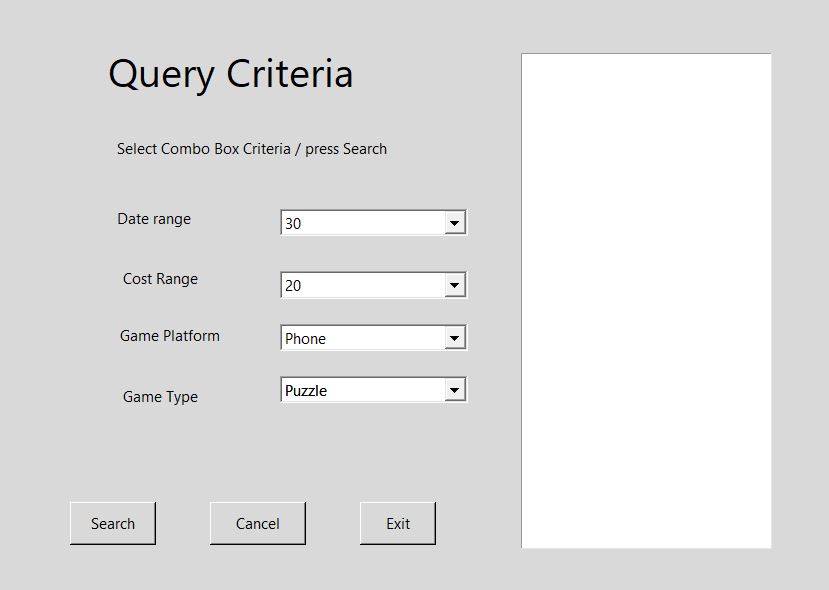 Query Criteria
Select Combo Box Criteria / press Search
Date range 30
Cost Range 20
Game Platform Phone
Game Type Puzzle
Search Cancel Exit